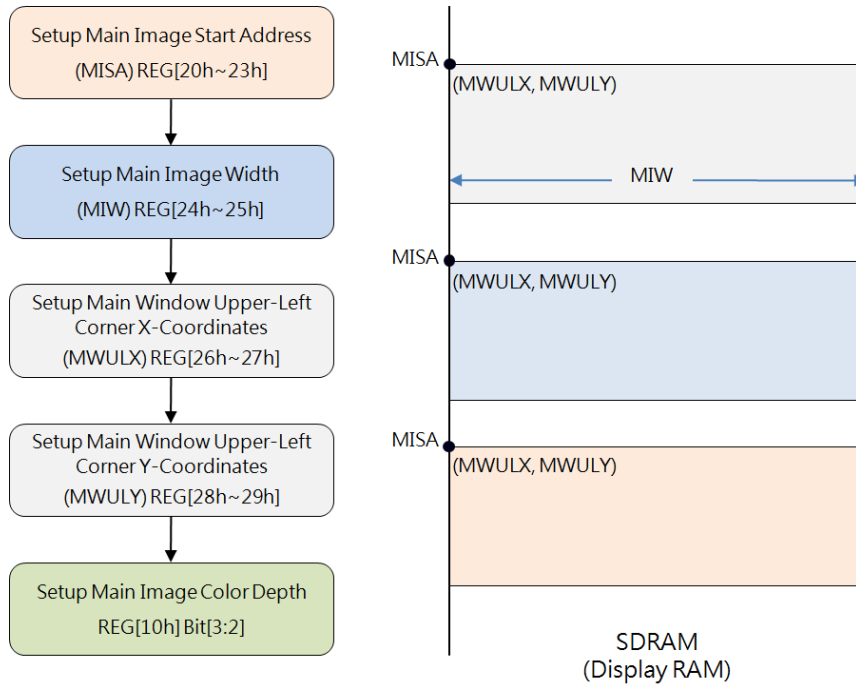 Setup Main Image Start Address
(MISA) REG[20h~23h]
Setup Main Image Width
(MIW) REG[24h~25h]
Setup Main Window Upper-Left
Corner X-Coordinates
(MWULX) REG[26h~27h]
Setup Main Window Upper-Left
Corner Y-Coordinates
(MWULY) REG[28h~29h]
Setup Main Image Color Depth
REG[10h] Bit[3:2]
MISA
(MWULX, MWULY)
MIW
MISA
(MWULX, MWULY)
MISA
(MWULX, MWULY)
SDRAM
(Display RAM)